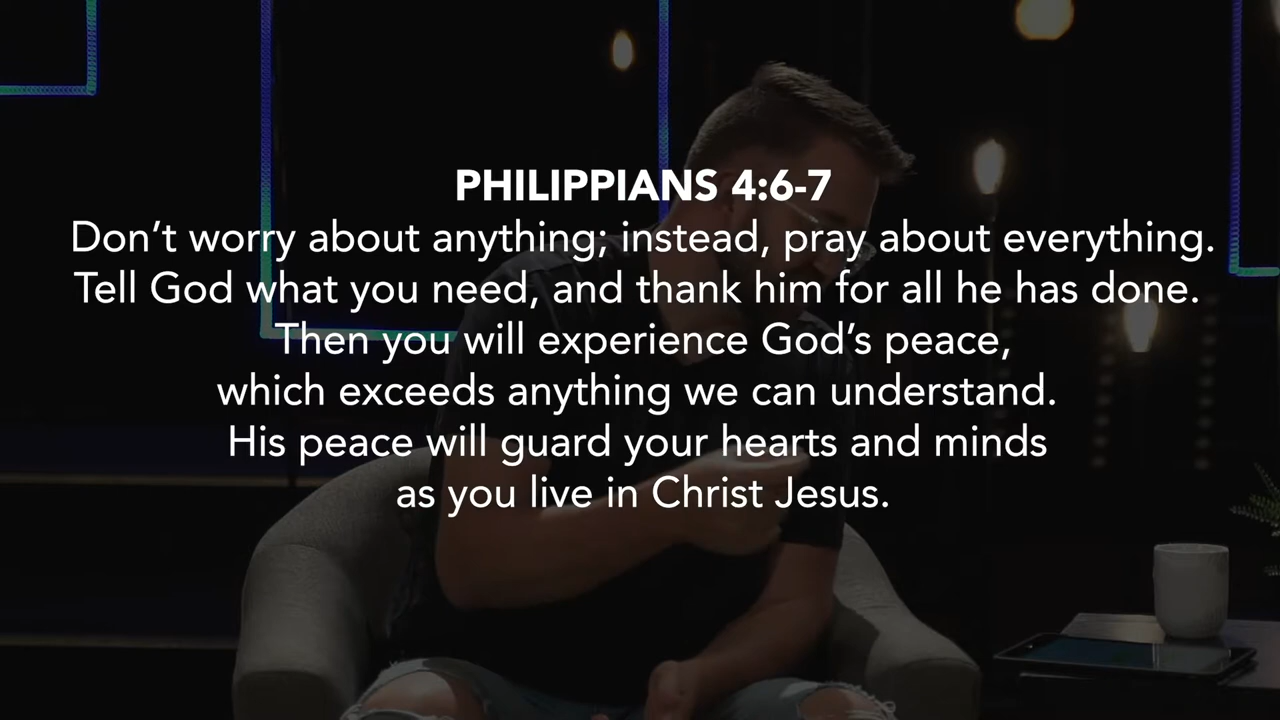 PHILIPPIANS 4:6-7
Don’t worry about anything; instead, pray about everything.
Tell God what you need, and thank him for all he has done.
Then you will experience God’s peace,
which exceeds anything we can understand.
His peace will guard your hearts and minds
as you live in Christ Jesus.